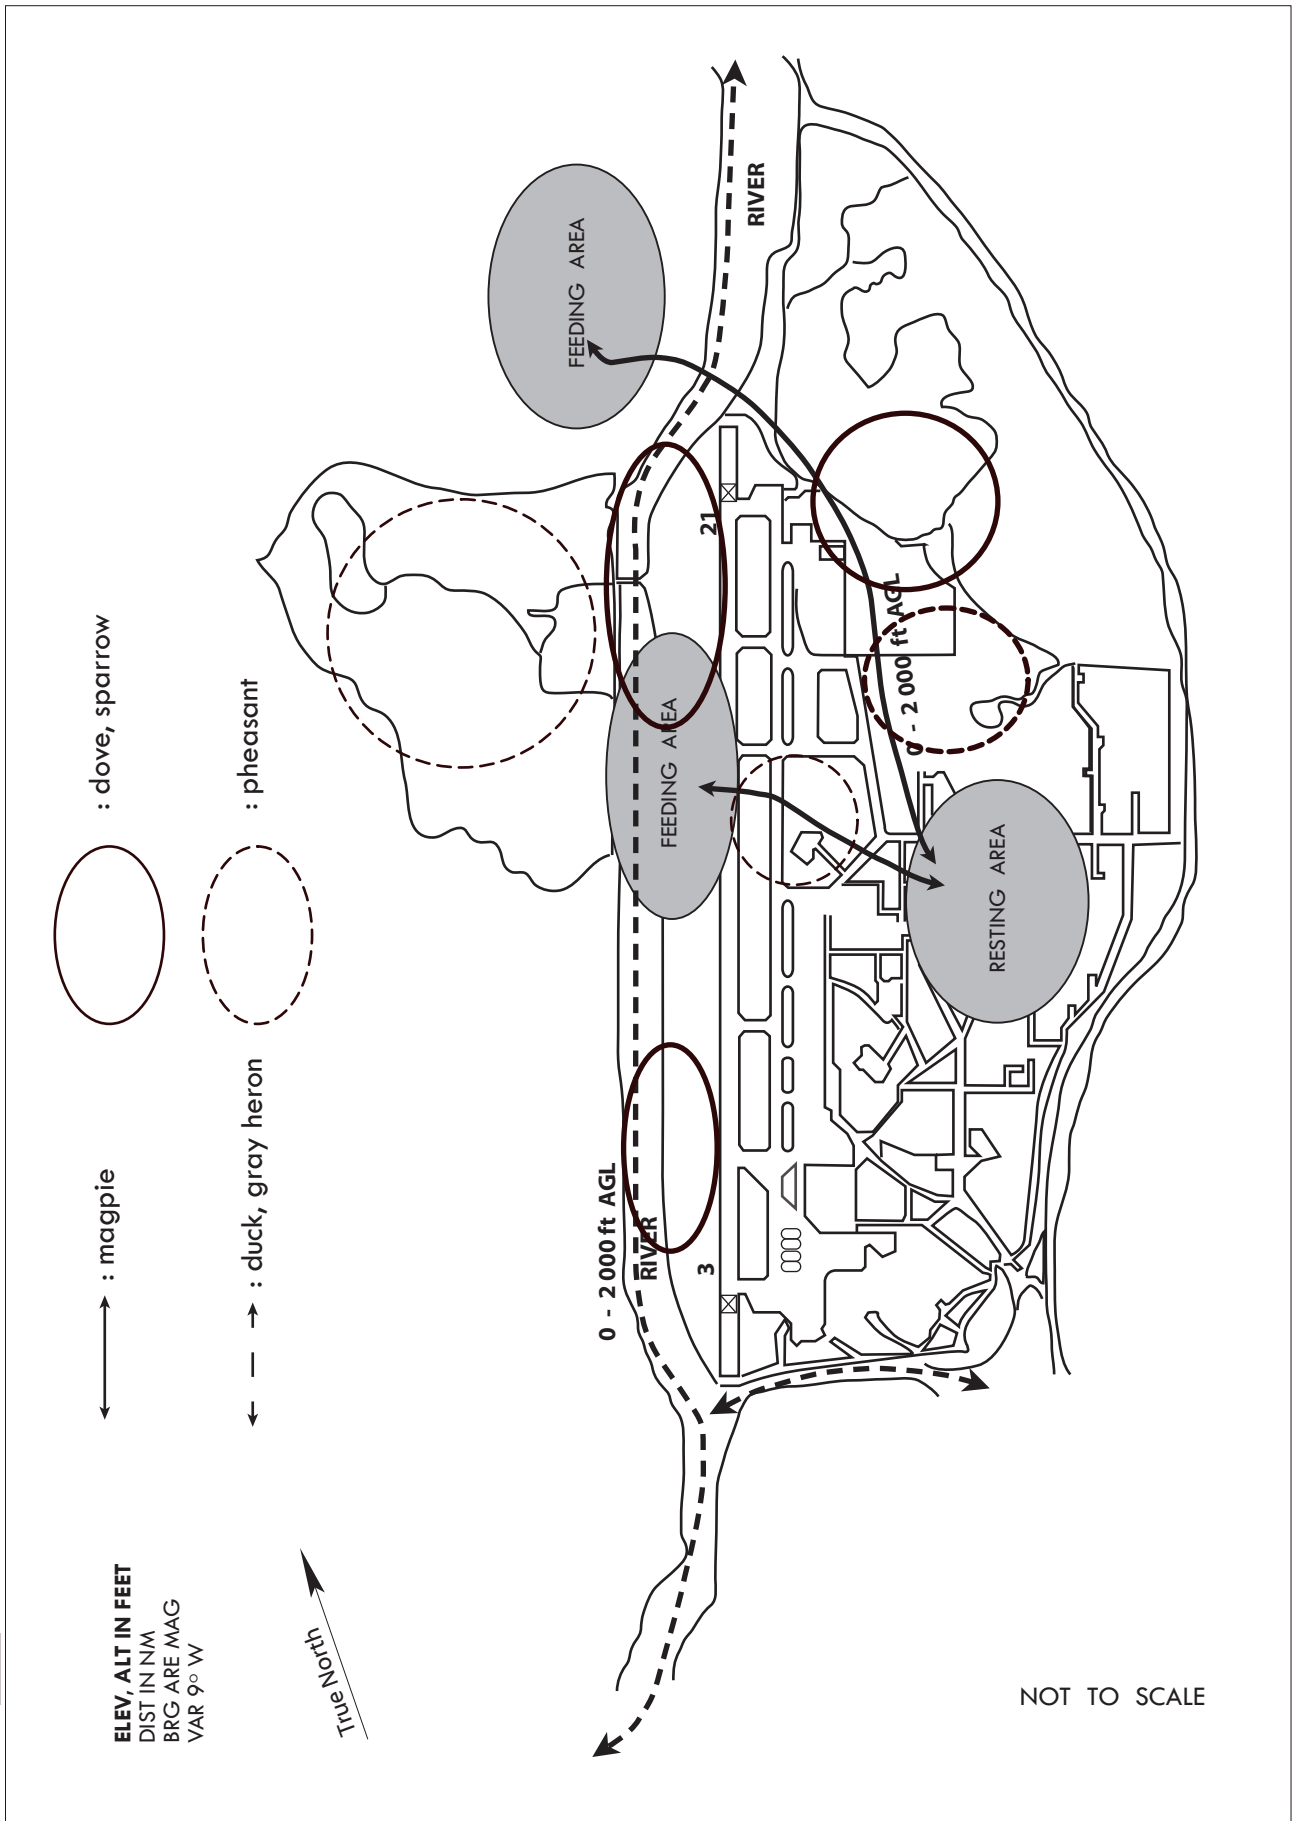 ELEV, ALT IN FEET
DIST IN NM
BRG ARE MAG
VAR 9° W
True North
: magpie
: dove, sparrow
: duck, gray heron
: pheasant
FEEDING AREA
RIVER
0 - 2 000 ft AGL
RIVER
FEEDING AREA
3
21
0 - 2 000 ft AGL
RESTING AREA
NOT TO SCALE